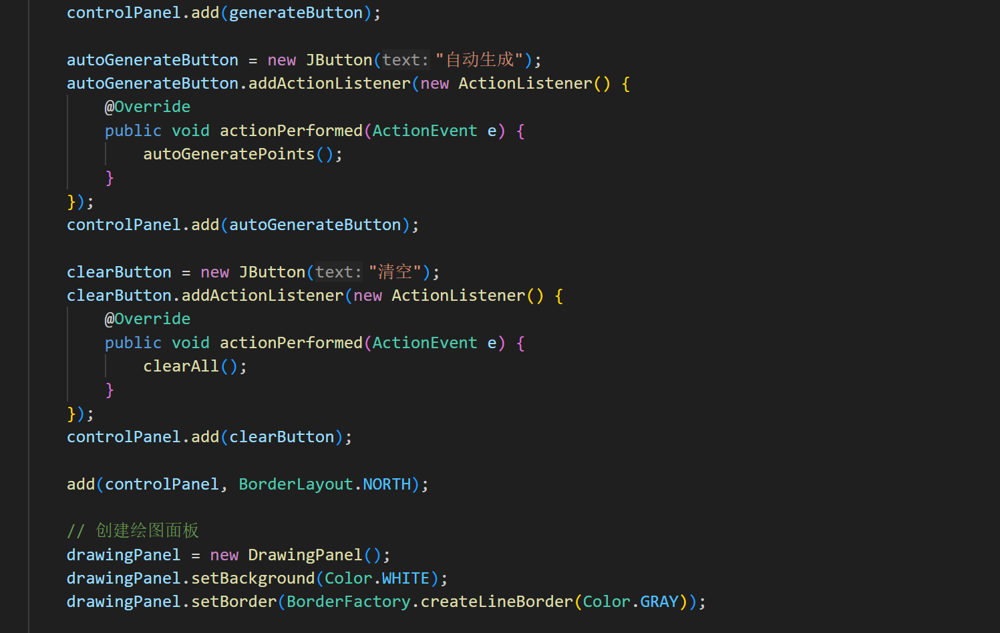 controlPanel.add(generateButton);
autoGenerateButton = new JButton(text: "自动生成");
autoGenerateButton.addActionListener(new ActionListener() {
@Override
public void actionPerformed(ActionEvent e) {
autoGeneratePoints();
}
});
controlPanel.add(autoGenerateButton);
clearButton = new JButton(text: "清空");
clearButton.addActionListener(new ActionListener() {
@Override
public void actionPerformed(ActionEvent e) {
clearAll();
}
});
controlPanel.add(clearButton);
add(controlPanel, BorderLayout.NORTH);
// 创建绘图面板
drawingPanel = new DrawingPanel();
drawingPanel.setBackground(Color.WHITE);
drawingPanel.setBorder(BorderFactory.createLineBorder(Color.GRAY));